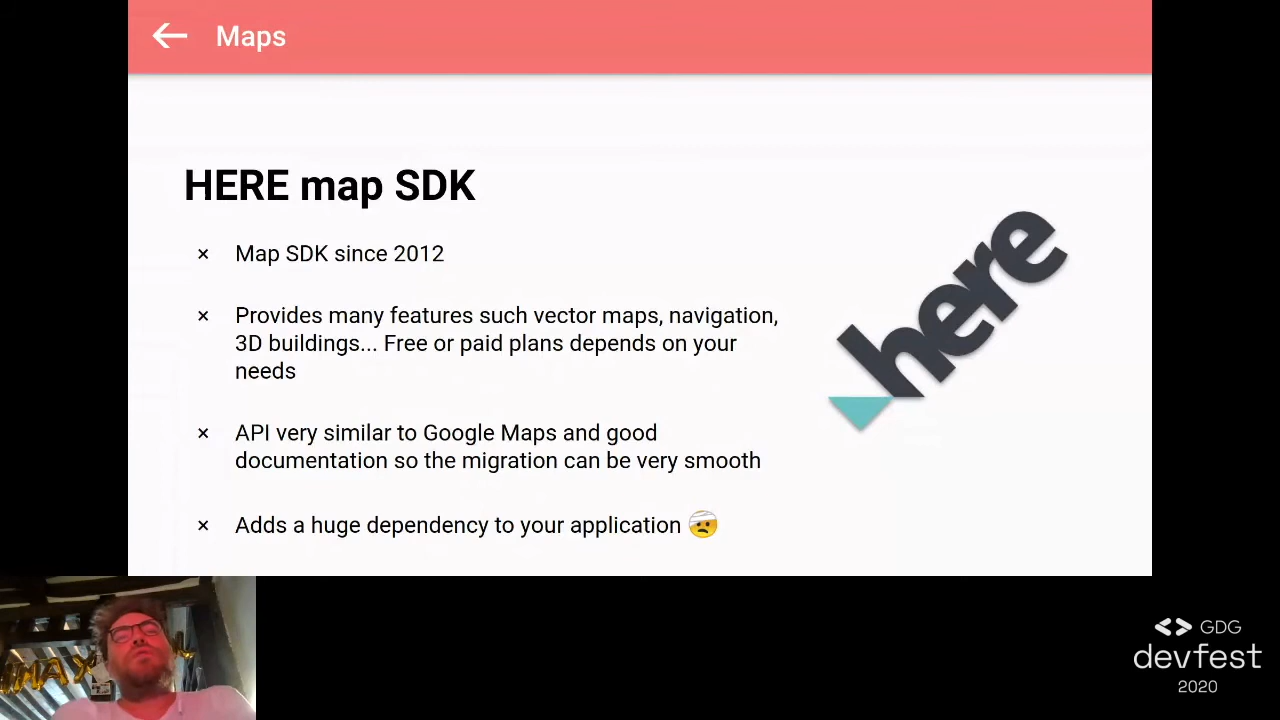 Maps
HERE map SDK
× Map SDK since 2012
× Provides many features such vector maps, navigation,
3D buildings... Free or paid plans depends on your
needs
here
× API very similar to Google Maps and good
documentation so the migration can be very smooth
× Adds a huge dependency to your application 🤕
<> GDG
devfest
2020